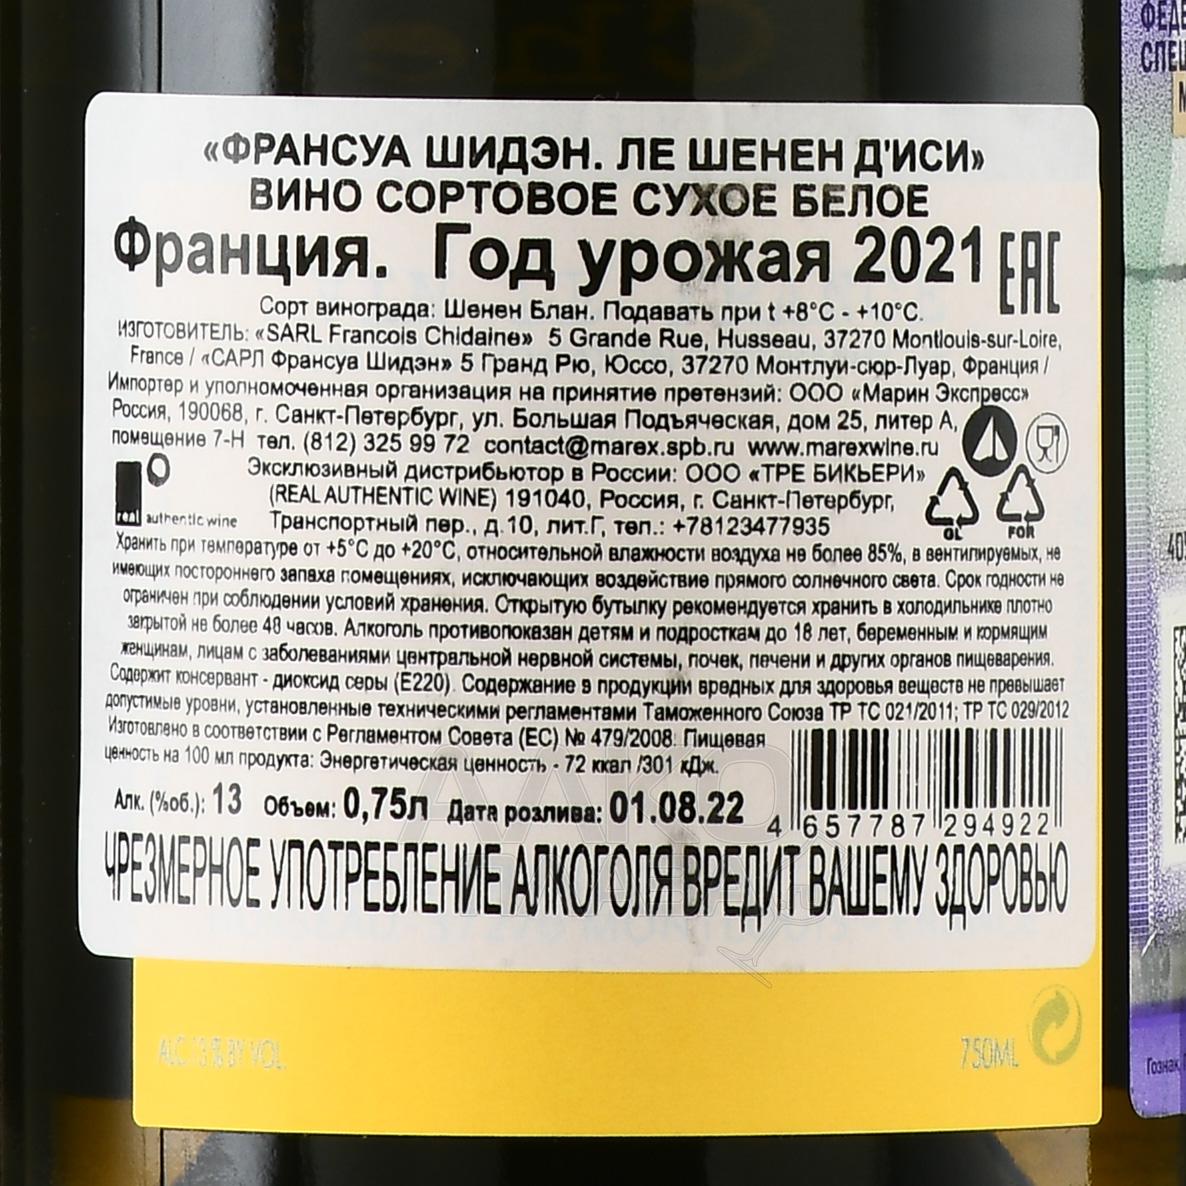 «ФРАНСУА ШИДЭН. ЛЕ ШЕНЕН Д'ИСИ»
ВИНО СОРТОВОЕ СУХОЕ БЕЛОЕ
Франция. Год урожая 2021 EAC
Сорт винограда: Шенен Блан. Подавать при t +8°C - +10°C.
ИЗГОТОВИТЕЛЬ: «SARL Francois Chidaine» 5 Grande Rue, Husseau, 37270 Montlouis-sur-Loire,
France / «САРЛ Франсуа Шидэн» 5 Гранд Рю, Юссо, 37270 Монтлуи-сюр-Луар, Франция /
Импортер и уполномоченная организация на принятие претензий: ООО «Марин Экспресс»
Россия, 190068, г. Санкт-Петербург, ул. Большая Подъяческая, дом 25, литер А,
помещение 7-Н тел. (812) 325 99 72 contact@marex.spb.ru www.marexwine.ru
Эксклюзивный дистрибьютор в России: ООО «ТРЕ БИКЬЕРИ»
(REAL AUTHENTIC WINE) 191040, Россия, г. Санкт-Петербург,
real authentic wine
Транспортный пер., д.10, лит.Г, тел.: +78123477935
GL FOR
Хранить при температуре от +5°C до +20°C, относительной влажности воздуха не более 85%, в вентилируемых, не
имеющих постороннего запаха помещениях, исключающих воздействие прямого солнечного света. Срок годности не
ограничен при соблюдении условий хранения. Открытую бутылку рекомендуется хранить в холодильнике плотно
закрытой не более 48 часов. Алкоголь противопоказан детям и подросткам до 18 лет, беременным и кормящим
женщинам, лицам с заболеваниями центральной нервной системы, почек, печени и других органов пищеварения.
Содержит консервант - диоксид серы (Е220). Содержание в продукции вредных для здоровья веществ не превышает
допустимые уровни, установленные техническими регламентами Таможенного Союза ТР ТС 021/2011; ТР ТС 029/2012
Изготовлено в соответствии с Регламентом Совета (ЕС) № 479/2008. Пищевая
ценность на 100 мл продукта: Энергетическая ценность - 72 ккал /301 кДж.
Алк. (%об.): 13 Объем: 0,75л Дата розлива: 01.08.22
4 657787 294922
ЧРЕЗМЕРНОЕ УПОТРЕБЛЕНИЕ АЛКОГОЛЯ ВРЕДИТ ВАШЕМУ ЗДОРОВЬЮ
ALC 13 % BY VOL.
750ML